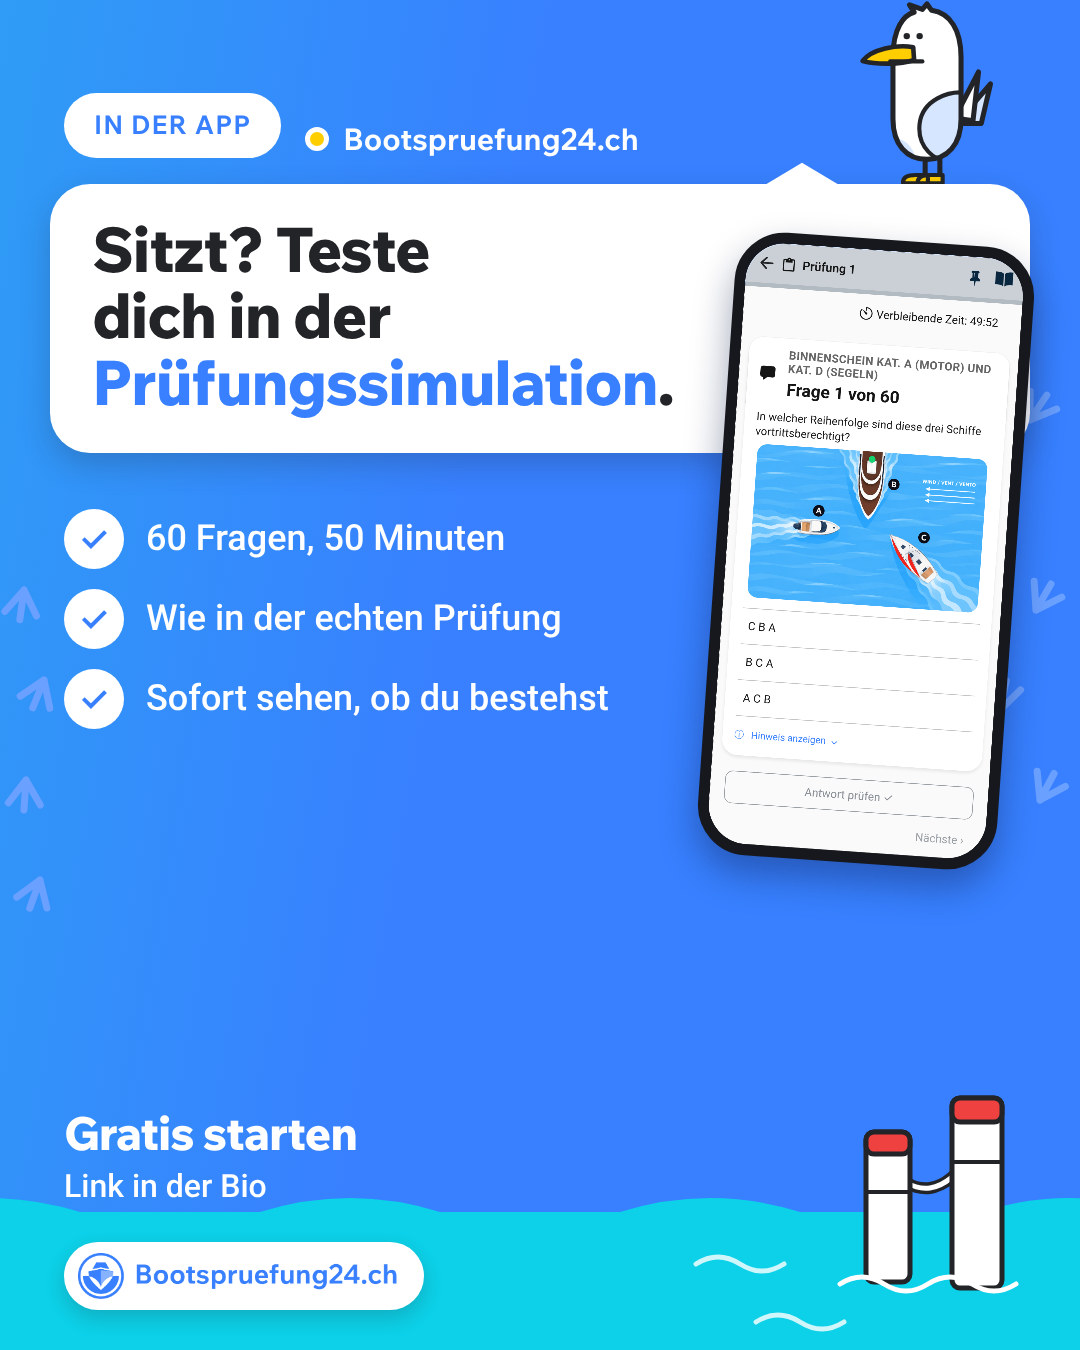 IN DER APP
Bootspruefung24.ch
Sitzt? Teste
dich in der
Prüfungssimulation.
60 Fragen, 50 Minuten
Wie in der echten Prüfung
Sofort sehen, ob du bestehst
Prüfung 1
Verbleibende Zeit: 49:52
BINNENSCHEIN KAT. A (MOTOR) UND
KAT. D (SEGELN)
Frage 1 von 60
In welcher Reihenfolge sind diese drei Schiffe
vortrittsberechtigt?
WIND / VENT / VENTO
B
A
C
C B A
B C A
A C B
Hinweis anzeigen
Antwort prüfen
Nächste ›
Gratis starten
Link in der Bio
Bootspruefung24.ch